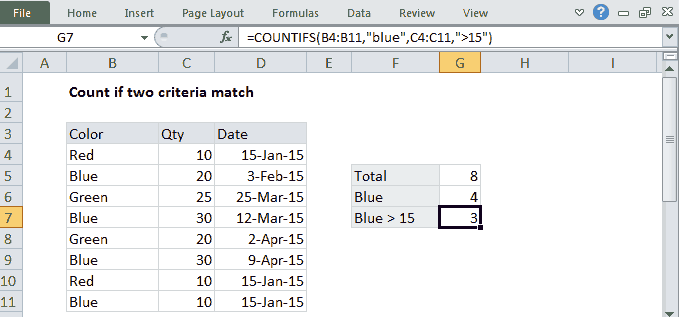 File Home Insert Page Layout Formulas Data Review View
G7 fx =COUNTIFS(B4:B11,"blue",C4:C11,">15")
A B C D E F G H I
1 Count if two criteria match
2
3 Color Qty Date
4 Red 10 15-Jan-15
5 Blue 20 3-Feb-15 Total 8
6 Green 25 25-Mar-15 Blue 4
7 Blue 30 12-Mar-15 Blue > 15 3
8 Green 20 2-Apr-15
9 Blue 30 9-Apr-15
10 Red 10 15-Jan-15
11 Blue 10 15-Jan-15